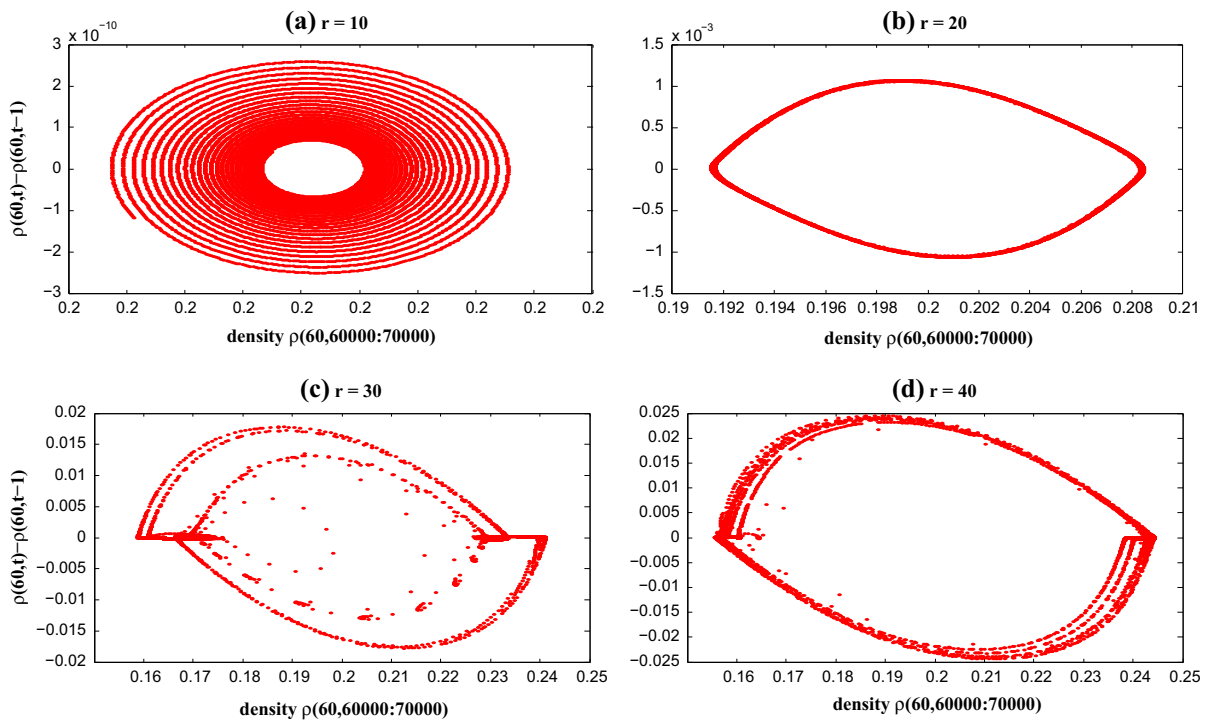 (a) r = 10
× 10⁻¹⁰
3
2
1
0
−1
−2
−3
ρ(60,t)−ρ(60,t−1)
0.2 0.2 0.2 0.2 0.2 0.2 0.2 0.2 0.2
density ρ(60,60000:70000)
(b) r = 20
× 10⁻³
1.5
1
0.5
0
−0.5
−1
−1.5
0.19 0.192 0.194 0.196 0.198 0.2 0.202 0.204 0.206 0.208 0.21
density ρ(60,60000:70000)
(c) r = 30
0.02
0.015
0.01
0.005
0
−0.005
−0.01
−0.015
−0.02
ρ(60,t)−ρ(60,t−1)
0.16 0.17 0.18 0.19 0.2 0.21 0.22 0.23 0.24 0.25
density ρ(60,60000:70000)
(d) r = 40
0.025
0.02
0.015
0.01
0.005
0
−0.005
−0.01
−0.015
−0.02
−0.025
0.16 0.17 0.18 0.19 0.2 0.21 0.22 0.23 0.24 0.25
density ρ(60,60000:70000)